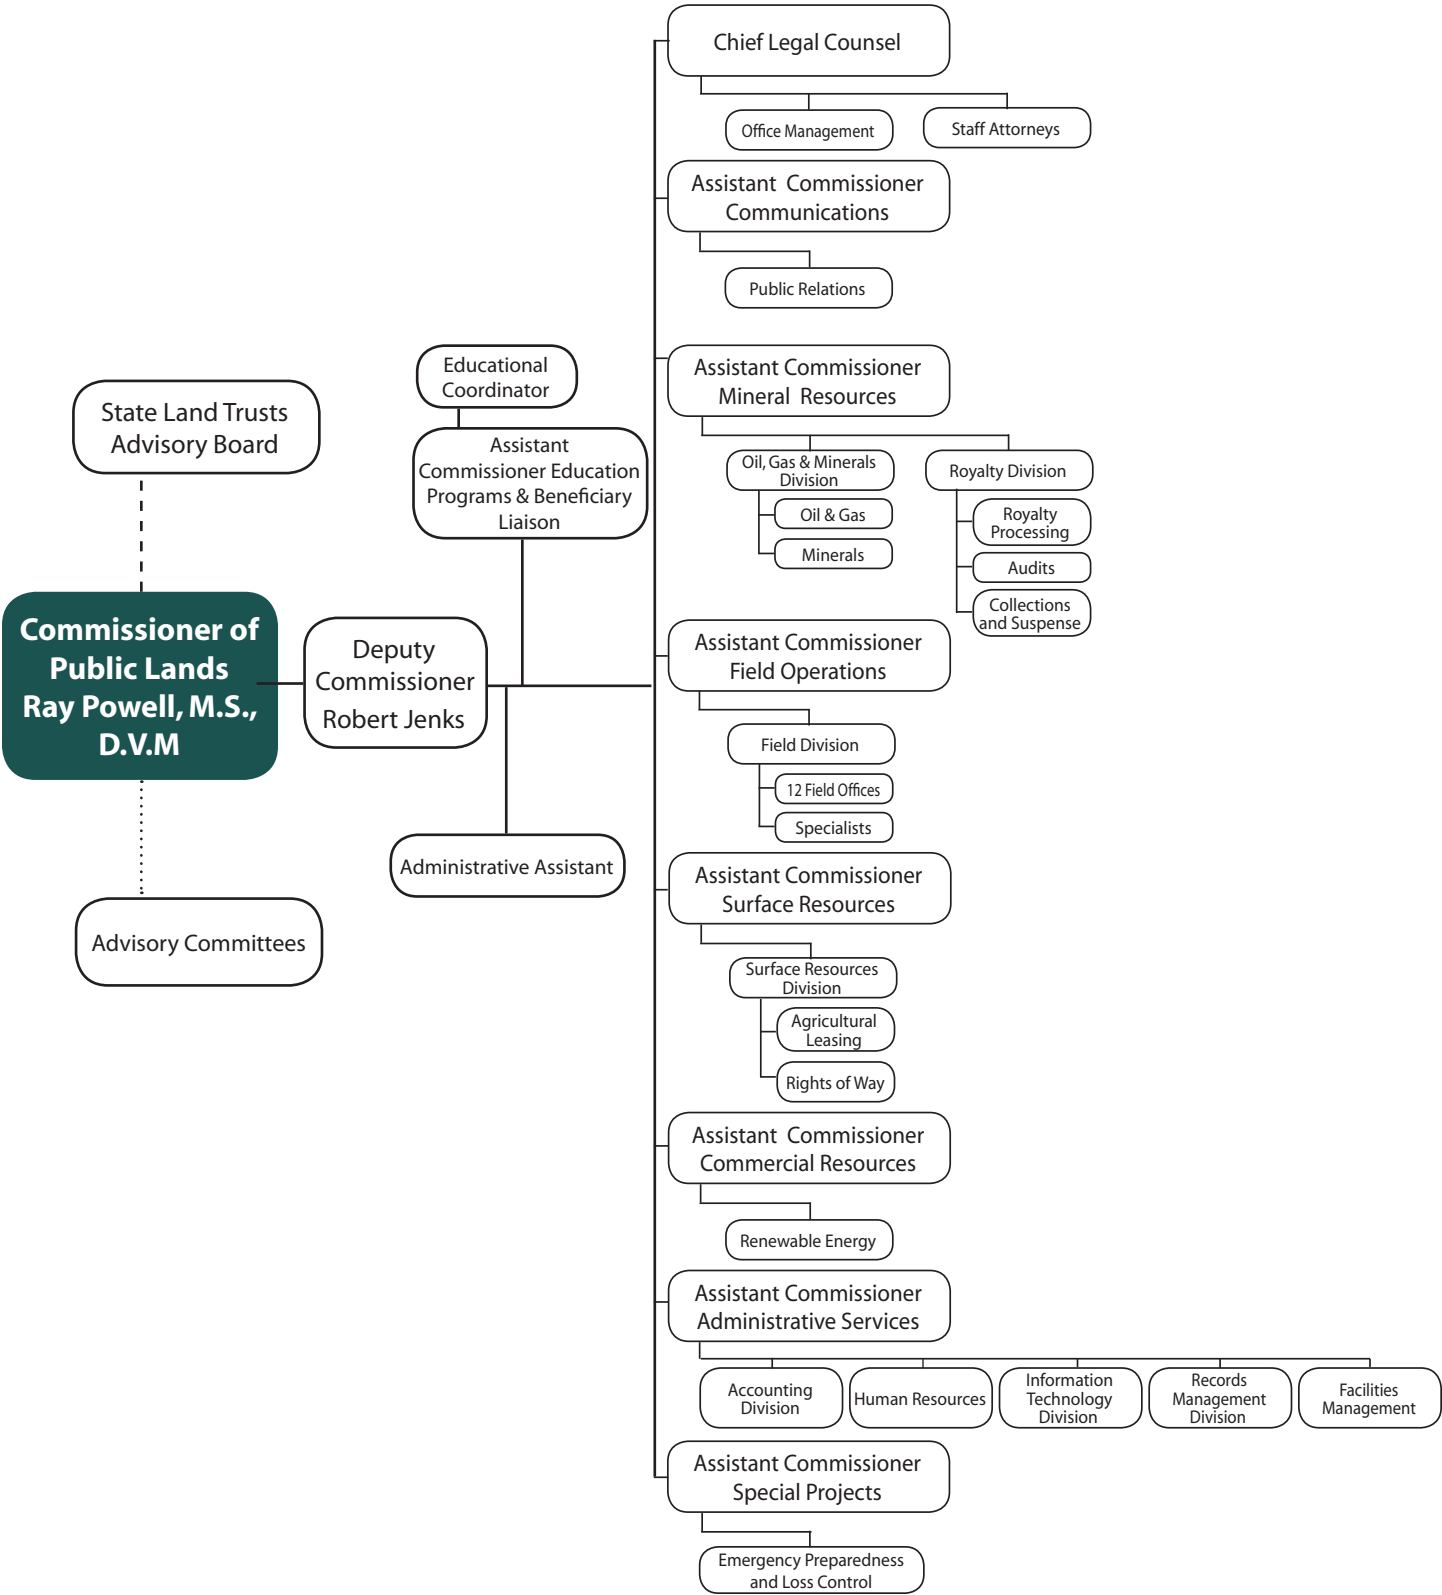 Chief Legal Counsel
Office Management
Staff Attorneys
Assistant Commissioner
Communications
Public Relations
Educational
Coordinator
Assistant
Commissioner Education
Programs & Beneficiary
Liaison
State Land Trusts
Advisory Board
Commissioner of
Public Lands
Ray Powell, M.S.,
D.V.M
Deputy
Commissioner
Robert Jenks
Administrative Assistant
Advisory Committees
Assistant Commissioner
Mineral Resources
Oil, Gas & Minerals
Division
Oil & Gas
Minerals
Royalty Division
Royalty
Processing
Audits
Collections
and Suspense
Assistant Commissioner
Field Operations
Field Division
12 Field Offices
Specialists
Assistant Commissioner
Surface Resources
Surface Resources
Division
Agricultural
Leasing
Rights of Way
Assistant Commissioner
Commercial Resources
Renewable Energy
Assistant Commissioner
Administrative Services
Accounting
Division
Human Resources
Information
Technology
Division
Records
Management
Division
Facilities
Management
Assistant Commissioner
Special Projects
Emergency Preparedness
and Loss Control